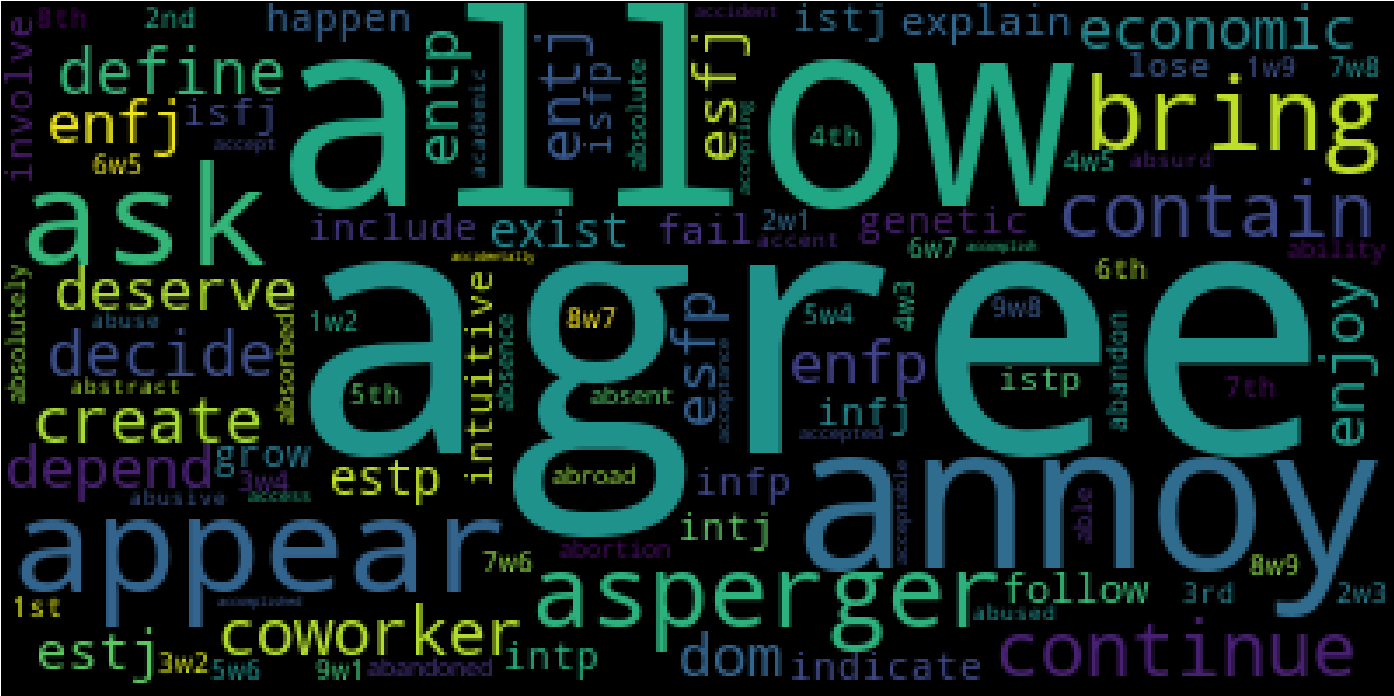 8th
2nd
happen
accident
istj
explain
economic
involve
define
entp
academic
entj
isfp
absolute
esfj
accepting
allow
4th
lose
1w9
7w8
bring
enfj
isfj
accept
6w5
4w5
absurd
ask
include
exist
fail
2w1
accent
genetic
6w7
accomplish
contain
ability
accidentally
absolutely
deserve
abuse
decide
abstract
absorbed
create
1w2
5th
agree
intuitive
absence
8w7
absent
esfp
acceptance
5w4
4w3
enfp
infj
accepted
9w8
6th
istp
abandon
7th
enjoy
depend
grow
3w4
access
abusive
estp
abroad
infp
intj
abortion
acceptable
able
annoy
appear
accomplished
7w6
8w9
2w3
1st
asperger
follow
abused
3rd
estj
3w2
5w6
coworker
9w1
abandoned
intp
dom
indicate
continue